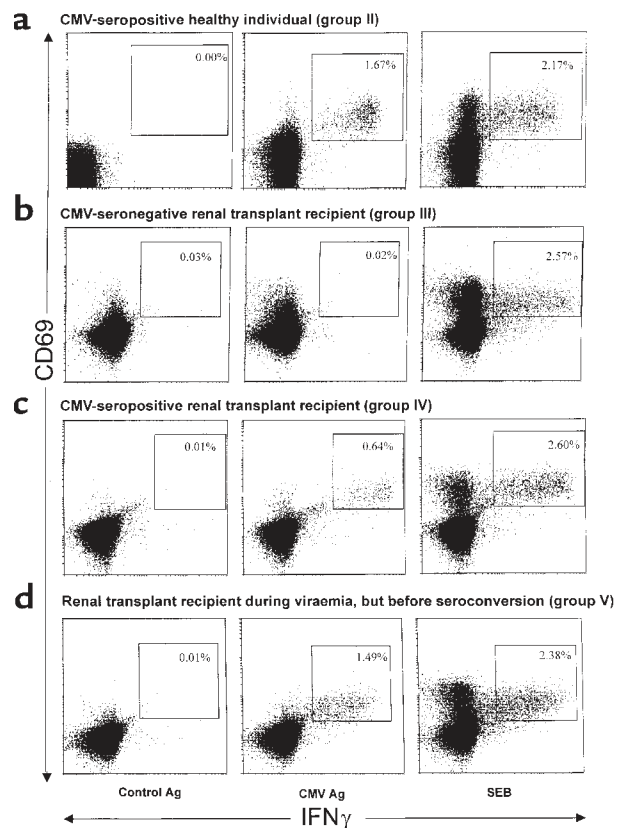 a CMV-seropositive healthy individual (group II)
0.00% 1.67% 2.17%
b CMV-seronegative renal transplant recipient (group III)
0.03% 0.02% 2.57%
c CMV-seropositive renal transplant recipient (group IV)
0.01% 0.64% 2.60%
d Renal transplant recipient during viraemia, but before seroconversion (group V)
0.01% 1.49% 2.38%
CD69
Control Ag CMV Ag SEB
IFNγ